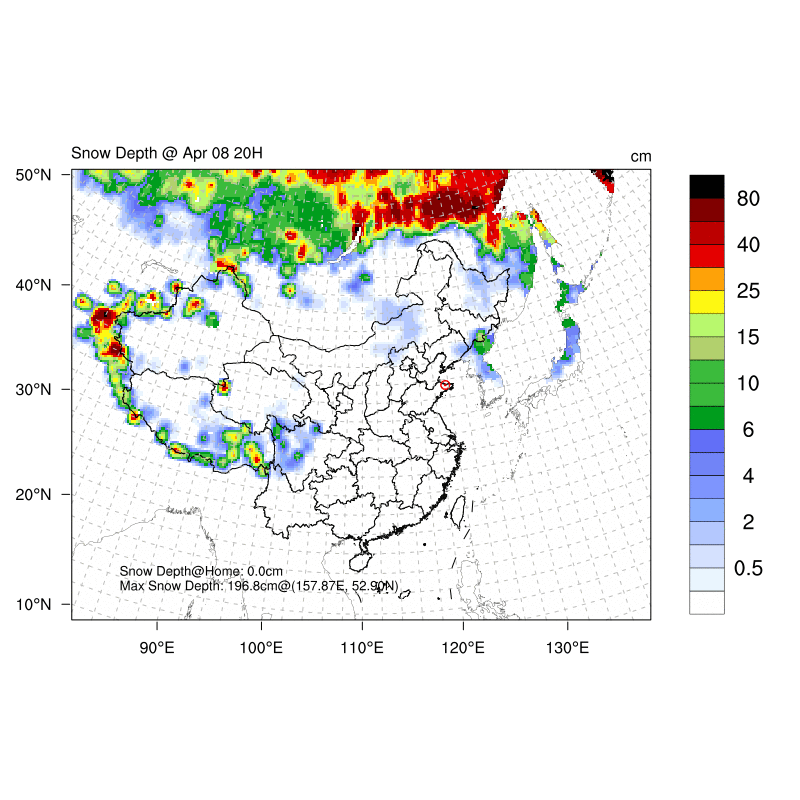 Snow Depth @ Apr 08 20H
cm
50°N
40°N
30°N
20°N
10°N
80
40
25
15
10
6
4
2
0.5
Snow Depth@Home: 0.0cm
Max Snow Depth: 196.8cm@(157.87E, 52.90N)
90°E 100°E 110°E 120°E 130°E